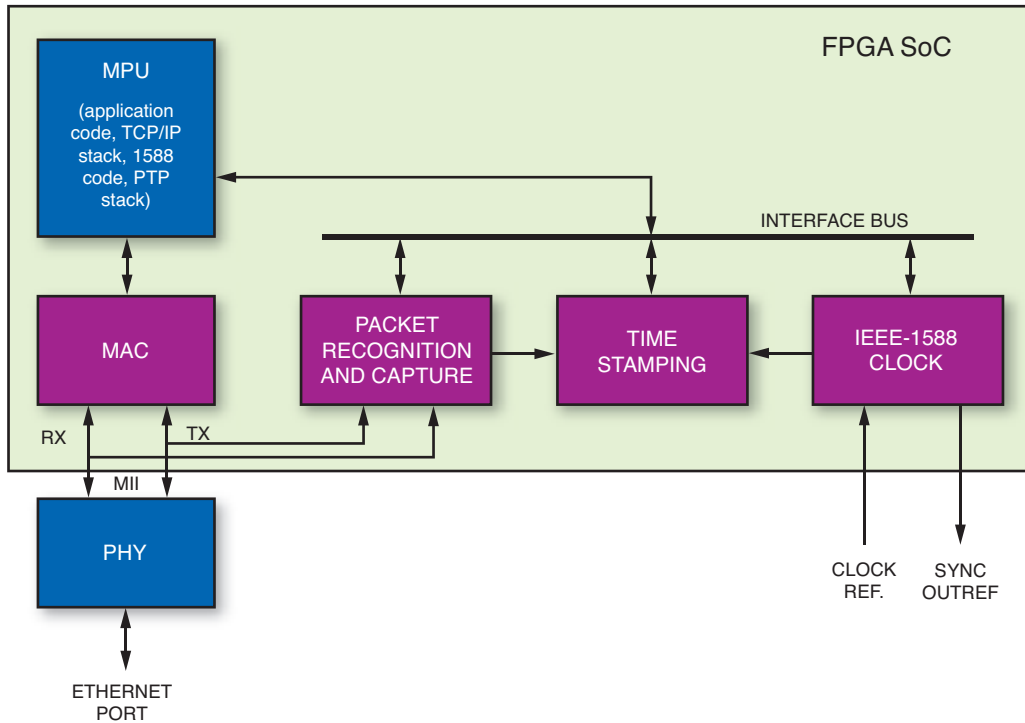 FPGA SoC
MPU
(application
code, TCP/IP
stack, 1588
code, PTP
stack)
INTERFACE BUS
MAC
PACKET
RECOGNITION
AND CAPTURE
TIME
STAMPING
IEEE-1588
CLOCK
RX
TX
MII
PHY
CLOCK
REF.
SYNC
OUTREF
ETHERNET
PORT